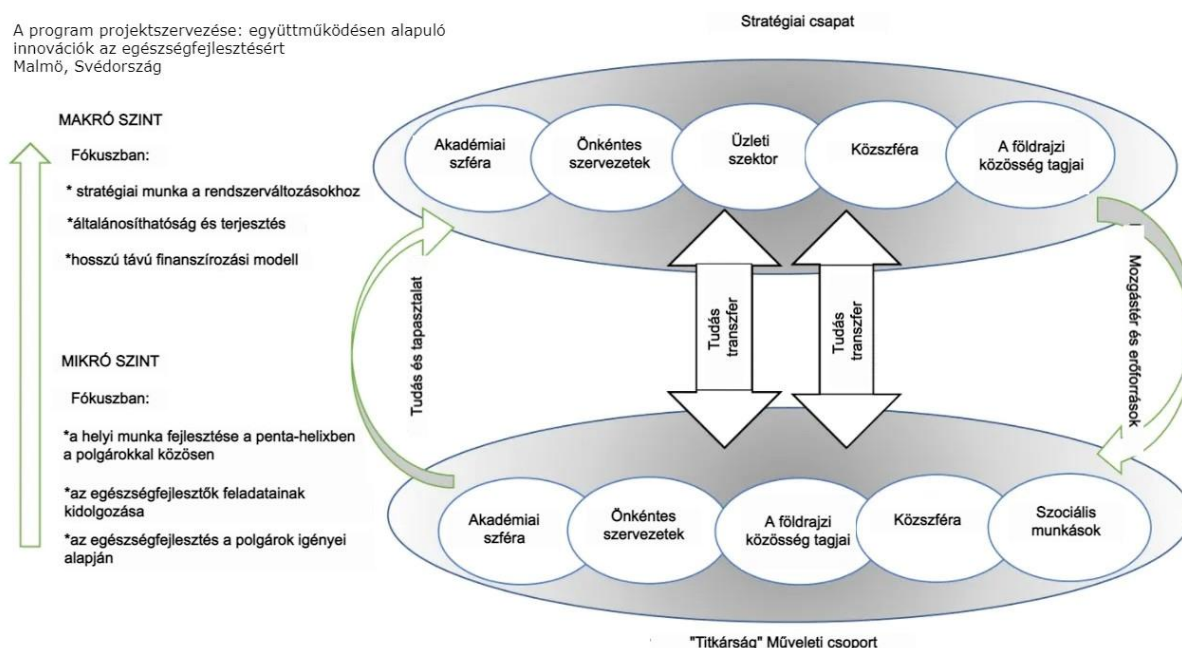 A program projektszervezése: együttműködésen alapuló
innovációk az egészségfejlesztésért
Malmö, Svédország
MAKRÓ SZINT
Fókuszban:
* stratégiai munka a rendszerváltozásokhoz
*általánosíthatóság és terjesztés
*hosszú távú finanszírozási modell
MIKRÓ SZINT
Fókuszban:
*a helyi munka fejlesztése a penta-helixben
a polgárokkal közösen
*az egészségfejlesztők feladatainak
kidolgozása
*az egészségfejlesztés a polgárok igényei
alapján
Stratégiai csapat
Akadémiai
szféra
Önkéntes
szervezetek
Üzleti
szektor
Közszféra
A földrajzi
közösség tagjai
Tudás és tapasztalat
Tudás
transzfer
Tudás
transzfer
Mozgástér és erőforrások
Akadémiai
szféra
Önkéntes
szervezetek
A földrajzi
közösség tagjai
Közszféra
Szociális
munkások
"Titkárság" Műveleti csoport